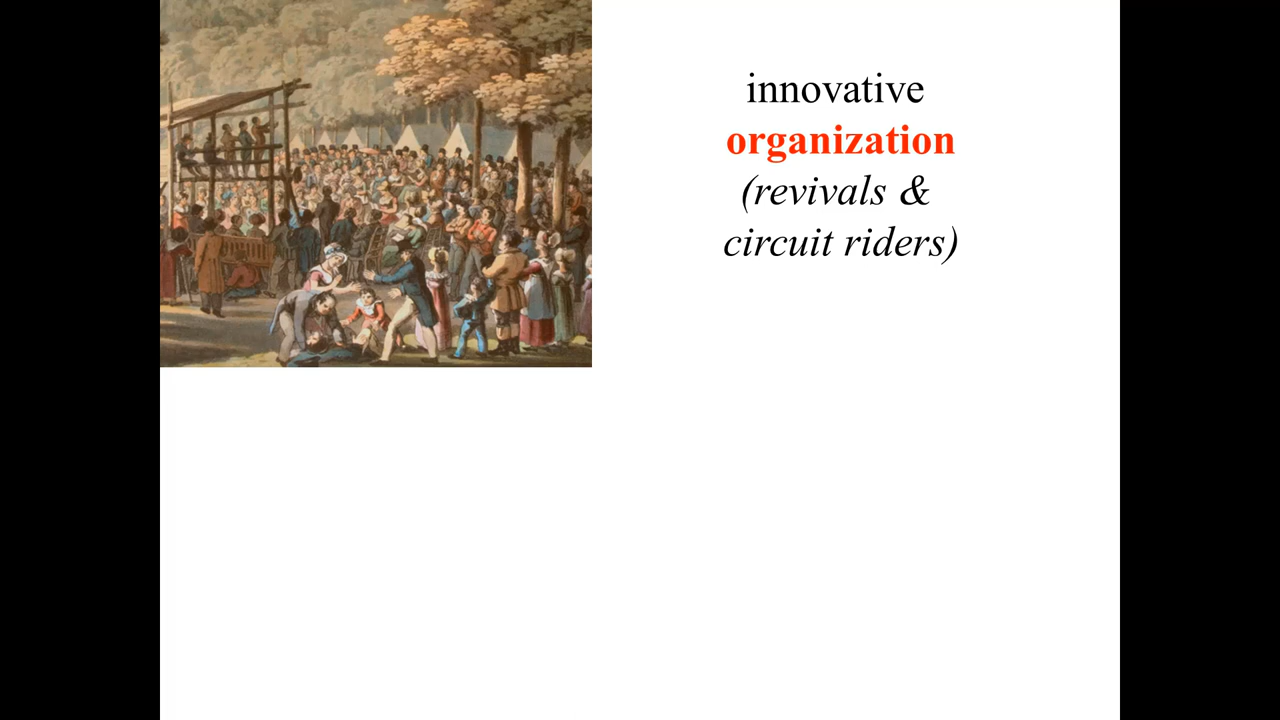 innovative
organization
(revivals &
circuit riders)